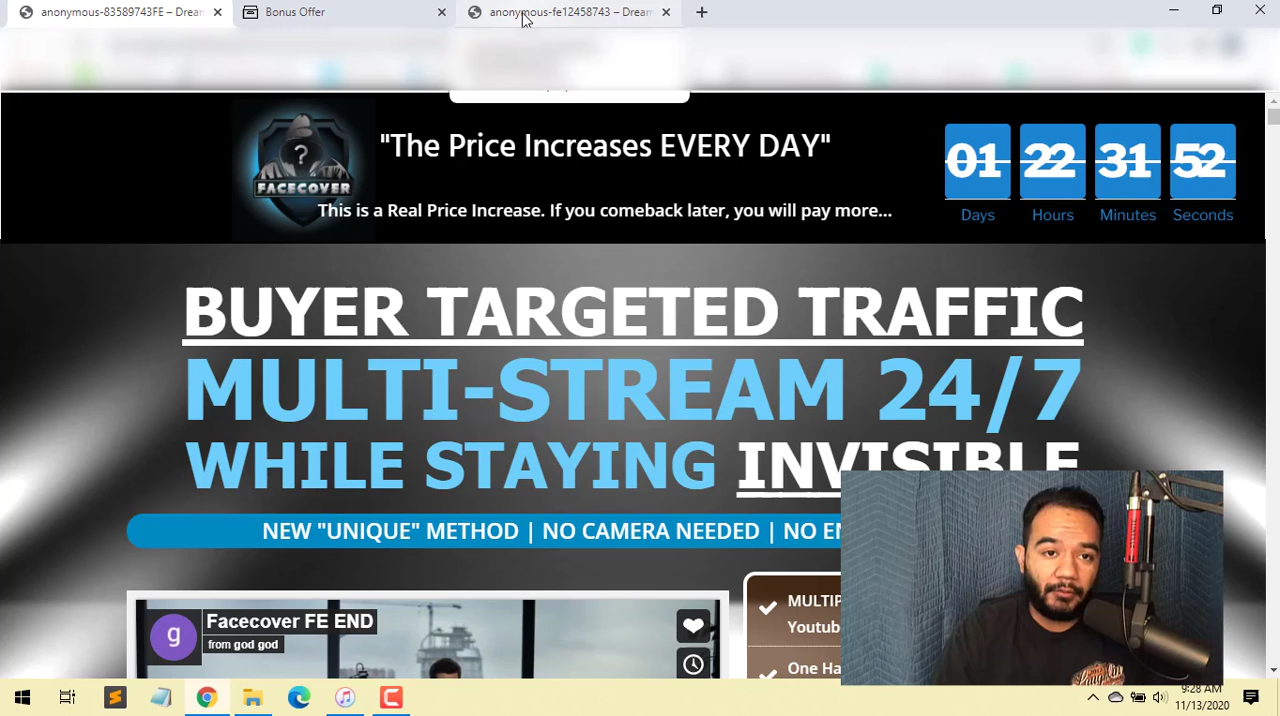 anonymous-83589743FE – Dream
Bonus Offer
anonymous-fe12458743 – Dream
?
FACECOVER
"The Price Increases EVERY DAY"
This is a Real Price Increase. If you comeback later, you will pay more...
01 22 31 52
Days Hours Minutes Seconds
BUYER TARGETED TRAFFIC
MULTI-STREAM 24/7
WHILE STAYING INVISIBLE
NEW "UNIQUE" METHOD | NO CAMERA NEEDED | NO
g
Facecover FE END
from god god
MULTIP
Youtub
One Ha
9:28 AM
11/13/2020